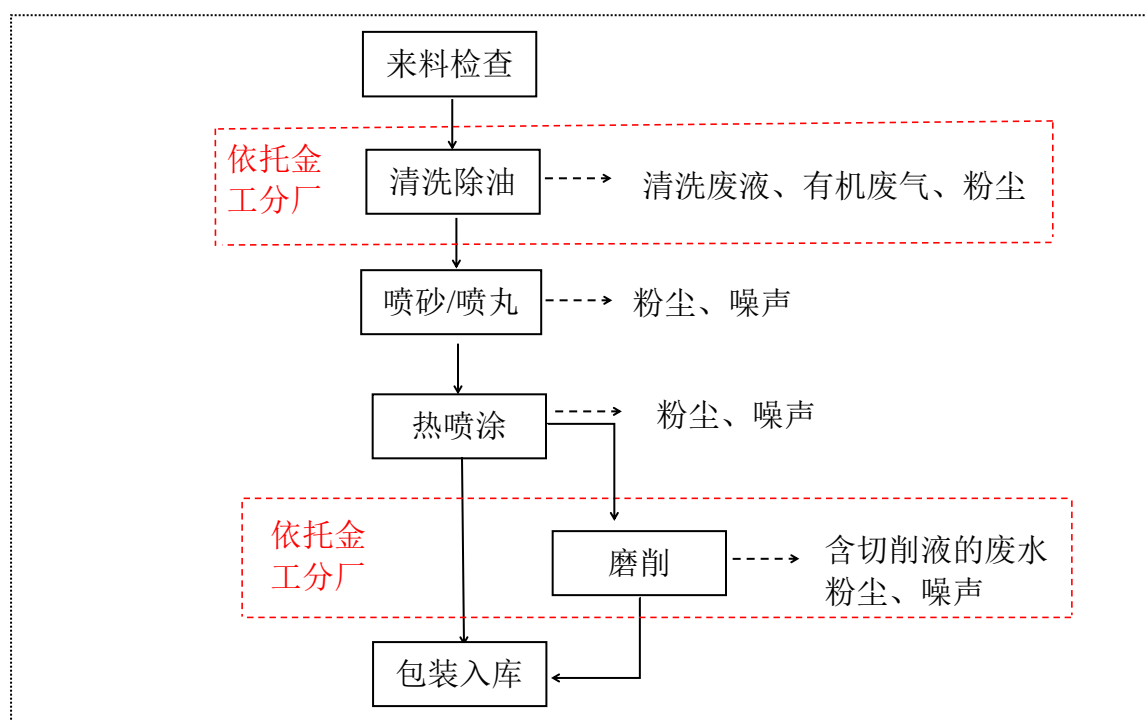 来料检查
依托金
工分厂
清洗除油
清洗废液、有机废气、粉尘
喷砂/喷丸
粉尘、噪声
热喷涂
粉尘、噪声
依托金
工分厂
磨削
含切削液的废水
粉尘、噪声
包装入库